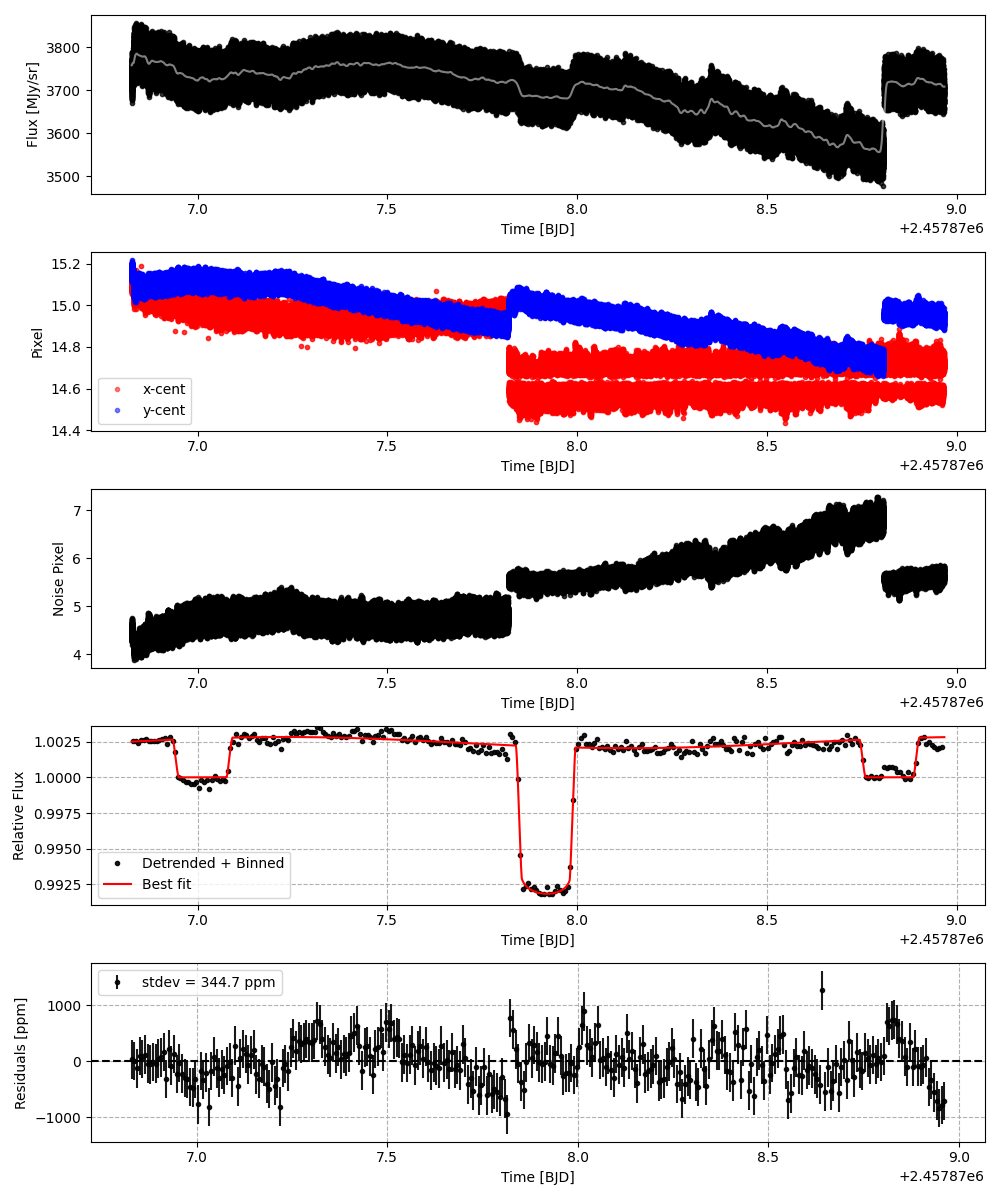 3800
3700
3600
3500
Flux [MJy/sr]
7.0 7.5 8.0 8.5 9.0
Time [BJD]
+2.45787e6
15.2
15.0
14.8
14.6
14.4
Pixel
x-cent
y-cent
7.0 7.5 8.0 8.5 9.0
Time [BJD]
+2.45787e6
7
6
5
4
Noise Pixel
7.0 7.5 8.0 8.5 9.0
Time [BJD]
+2.45787e6
1.0025
1.0000
0.9975
0.9950
0.9925
Relative Flux
Detrended + Binned
Best fit
7.0 7.5 8.0 8.5 9.0
Time [BJD]
+2.45787e6
1000
0
−1000
Residuals [ppm]
stdev = 344.7 ppm
7.0 7.5 8.0 8.5 9.0
Time [BJD]
+2.45787e6